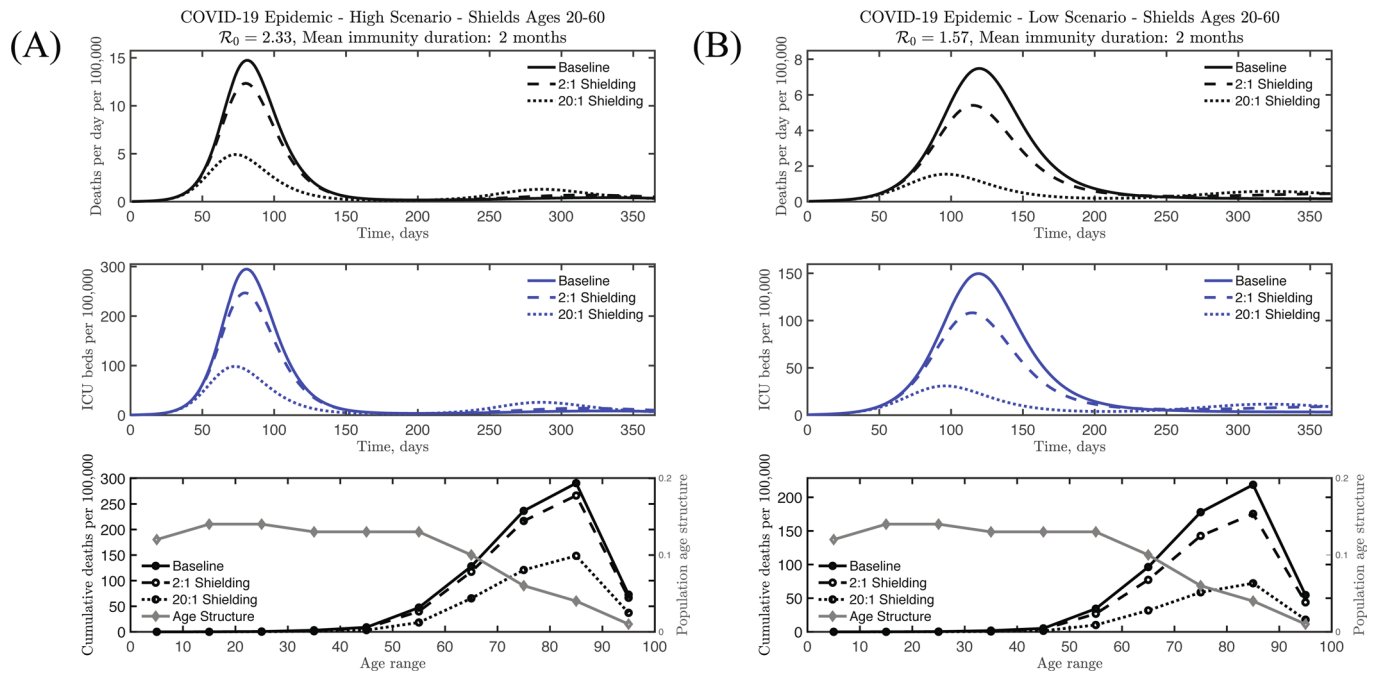 (A)
COVID-19 Epidemic - High Scenario - Shields Ages 20-60
R₀ = 2.33, Mean immunity duration: 2 months
Deaths per day per 100,000
15
10
5
0
Baseline
2:1 Shielding
20:1 Shielding
0 50 100 150 200 250 300 350
Time, days
ICU beds per 100,000
300
200
100
0
Baseline
2:1 Shielding
20:1 Shielding
0 50 100 150 200 250 300 350
Time, days
Cumulative deaths per 100,000
300
250
200
150
100
50
0
Baseline
2:1 Shielding
20:1 Shielding
Age Structure
0.2
0.1
0
Population age structure
0 10 20 30 40 50 60 70 80 90 100
Age range
(B)
COVID-19 Epidemic - Low Scenario - Shields Ages 20-60
R₀ = 1.57, Mean immunity duration: 2 months
Deaths per day per 100,000
8
6
4
2
0
Baseline
2:1 Shielding
20:1 Shielding
0 50 100 150 200 250 300 350
Time, days
ICU beds per 100,000
150
100
50
0
Baseline
2:1 Shielding
20:1 Shielding
0 50 100 150 200 250 300 350
Time, days
Cumulative deaths per 100,000
200
150
100
50
0
Baseline
2:1 Shielding
20:1 Shielding
Age Structure
0.2
0.1
0
Population age structure
0 10 20 30 40 50 60 70 80 90 100
Age range